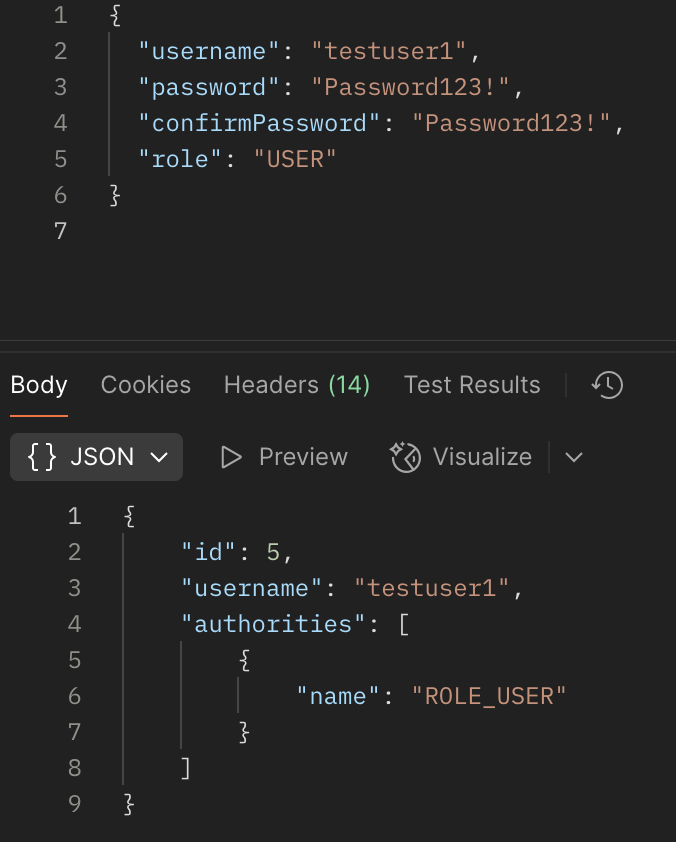 1 {
2 "username": "testuser1",
3 "password": "Password123!",
4 "confirmPassword": "Password123!",
5 "role": "USER"
6 }
7
Body Cookies Headers (14) Test Results
{} JSON Preview Visualize
1 {
2 "id": 5,
3 "username": "testuser1",
4 "authorities": [
5 {
6 "name": "ROLE_USER"
7 }
8 ]
9 }